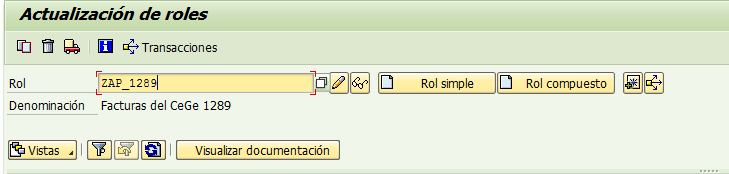 Actualización de roles
Transacciones
Rol ZAP_1289 Rol simple Rol compuesto
Denominación Facturas del CeGe 1289
Vistas Visualizar documentación